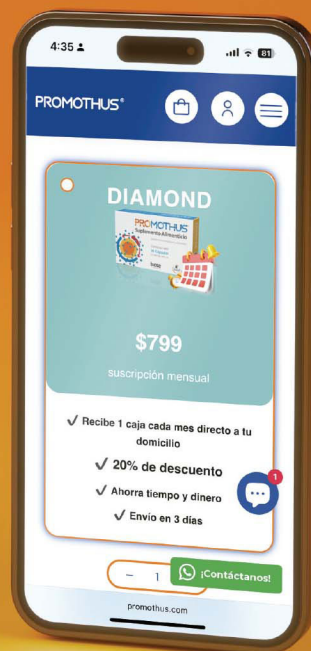 4:35
81
PROMOTHUS®
DIAMOND
PROMOTHUS
Suplemento Alimenticio
$799
suscripción mensual
✓ Recibe 1 caja cada mes directo a tu
domicilio
✓ 20% de descuento
✓ Ahorra tiempo y dinero
✓ Envío en 3 días
1
- 1
¡Contáctanos!
promothus.com